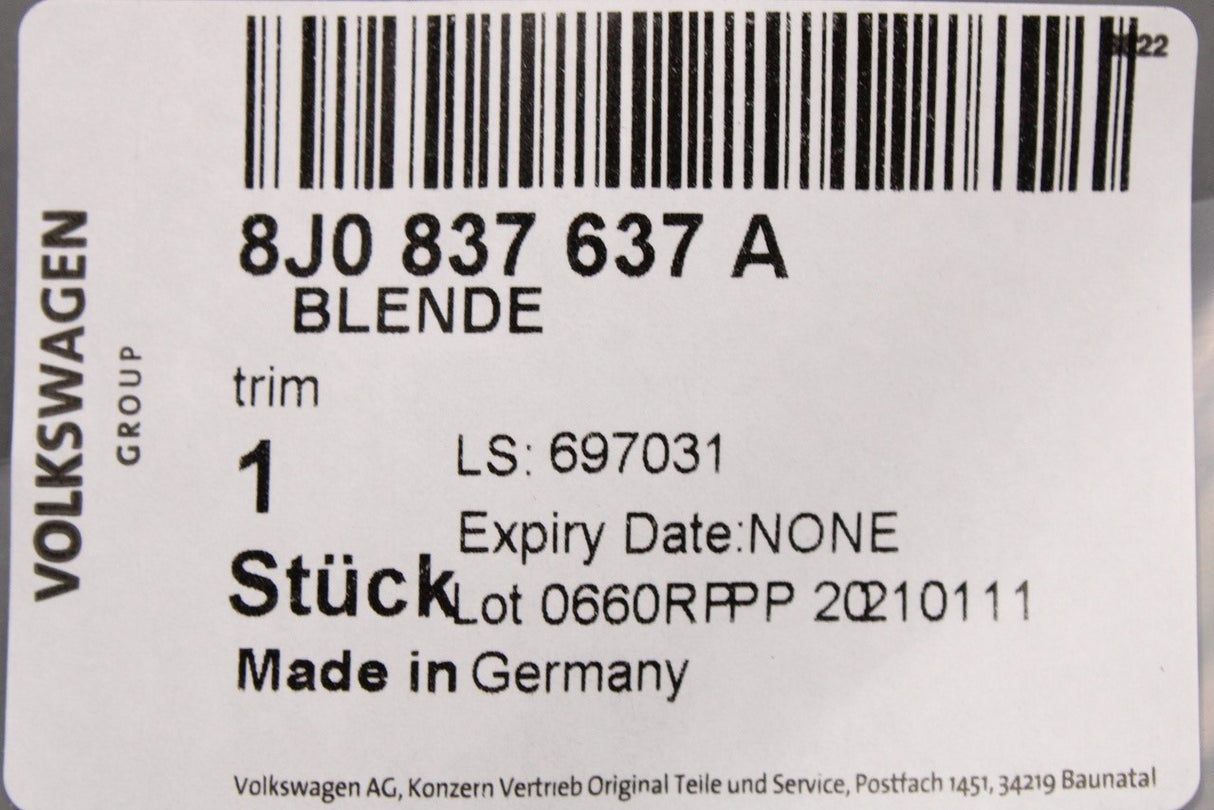 VOLKSWAGEN
GROUP
8J0 837 637 A
BLENDE
trim
1
LS: 697031
Expiry Date:NONE
Stück
Lot 0660RPPP 20210111
Made in Germany
Volkswagen AG, Konzern Vertrieb Original Teile und Service, Postfach 1451, 34219 Baunatal